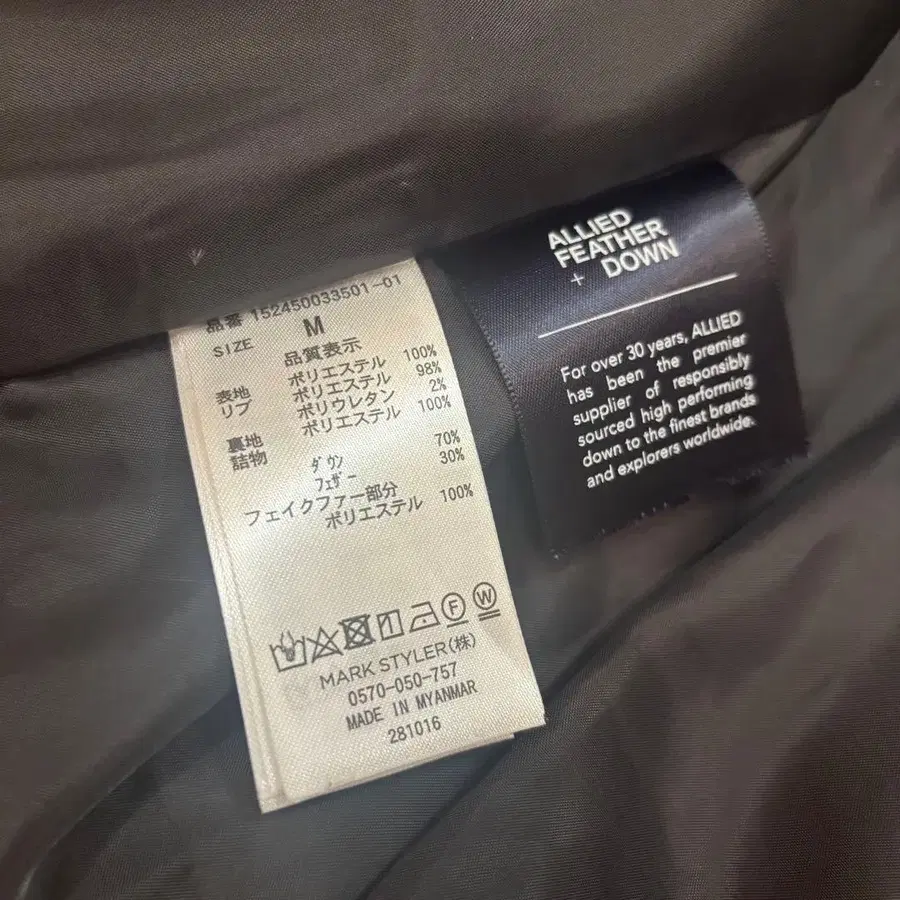 品番 152450033501-01
SIZE M
品質表示
表地 ポリエステル 100%
リブ ポリエステル 98%
ポリウレタン 2%
裏地 ポリエステル 100%
詰物 ダウン 70%
フェザー 30%
フェイクファー部分
ポリエステル 100%
F W
MARK STYLER(株)
0570-050-757
MADE IN MYANMAR
281016
ALLIED
FEATHER
+ DOWN
For over 30 years, ALLIED
has been the premier
supplier of responsibly
sourced high performing
down to the finest brands
and explorers worldwide.